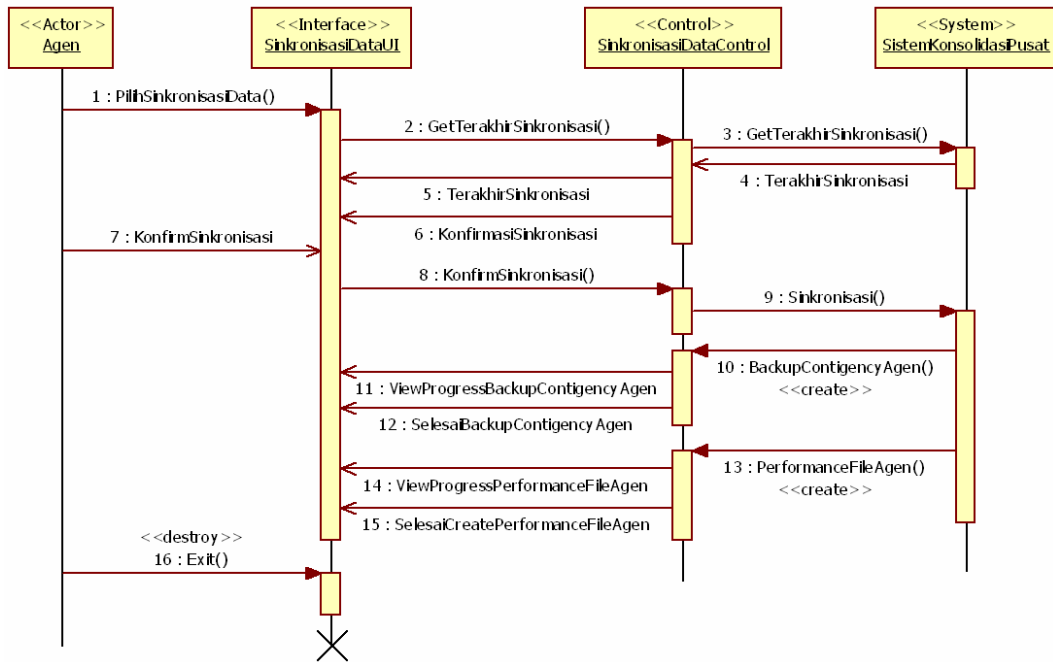 <<Actor>>
Agen
<<Interface>>
SinkronisasiDataUI
<<Control>>
SinkronisasiDataControl
<<System>>
SistemKonsolidasiPusat
1 : PilihSinkronisasiData()
2 : GetTerakhirSinkronisasi()
3 : GetTerakhirSinkronisasi()
4 : TerakhirSinkronisasi
5 : TerakhirSinkronisasi
6 : KonfirmasiSinkronisasi
7 : KonfirmSinkronisasi
8 : KonfirmSinkronisasi()
9 : Sinkronisasi()
10 : BackupContigencyAgen()
<<create>>
11 : ViewProgressBackupContigencyAgen
12 : SelesaiBackupContigencyAgen
13 : PerformanceFileAgen()
<<create>>
14 : ViewProgressPerformanceFileAgen
15 : SelesaiCreatePerformanceFileAgen
<<destroy>>
16 : Exit()